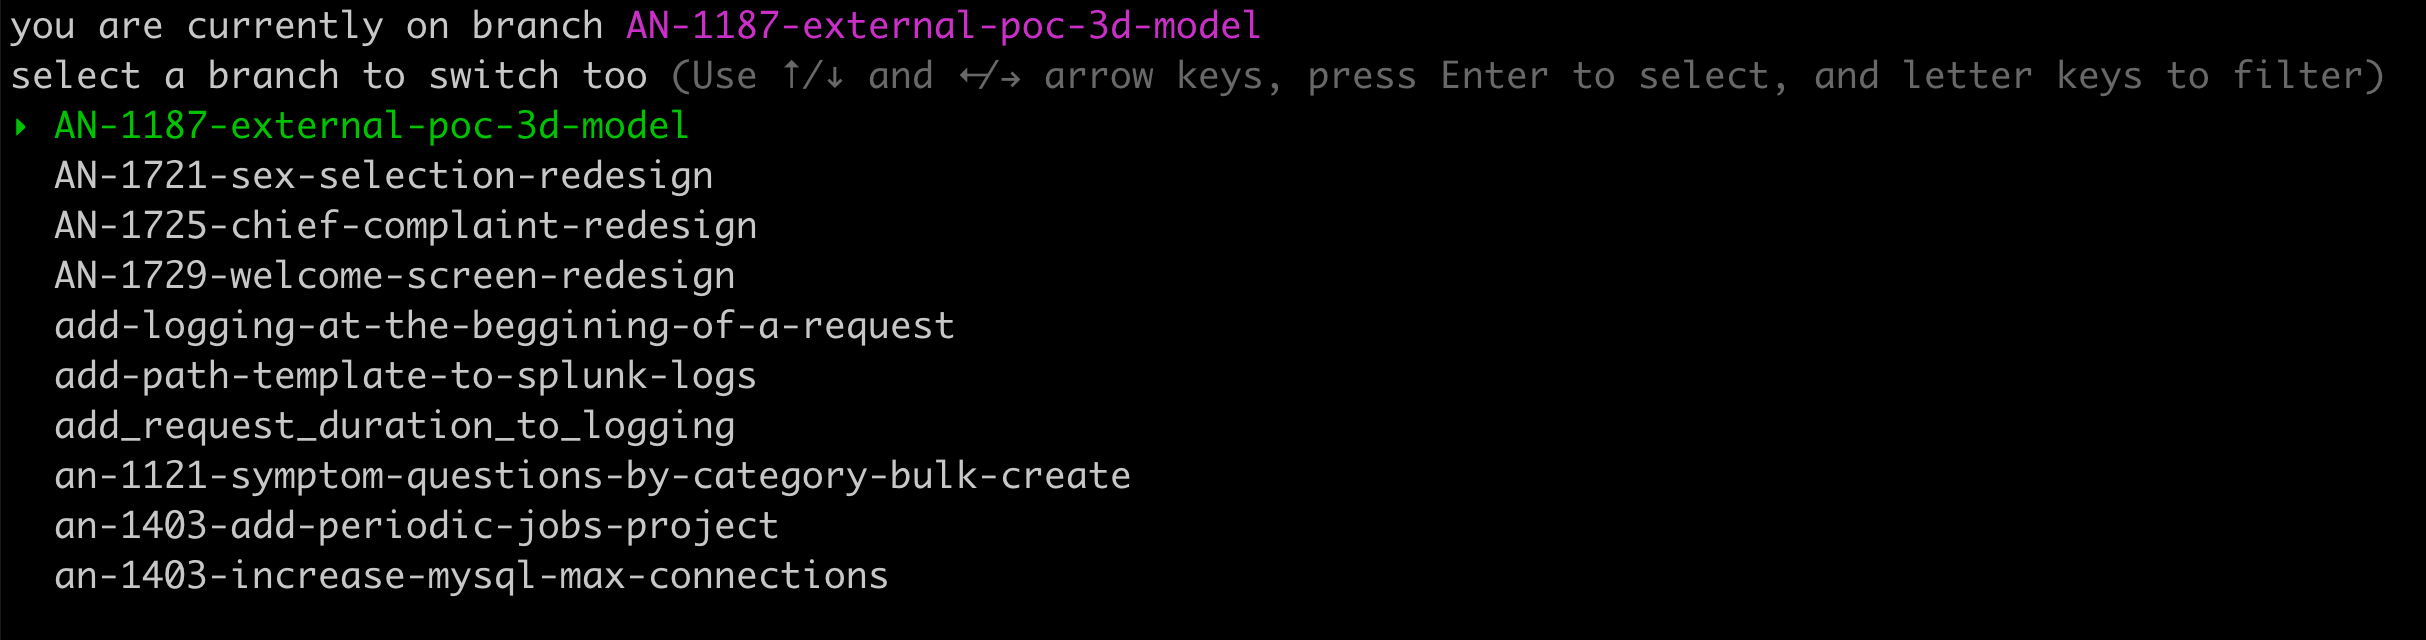 you are currently on branch AN-1187-external-poc-3d-model
select a branch to switch too (Use ↑/↓ and ←/→ arrow keys, press Enter to select, and letter keys to filter)
▸ AN-1187-external-poc-3d-model
AN-1721-sex-selection-redesign
AN-1725-chief-complaint-redesign
AN-1729-welcome-screen-redesign
add-logging-at-the-beggining-of-a-request
add-path-template-to-splunk-logs
add_request_duration_to_logging
an-1121-symptom-questions-by-category-bulk-create
an-1403-add-periodic-jobs-project
an-1403-increase-mysql-max-connections